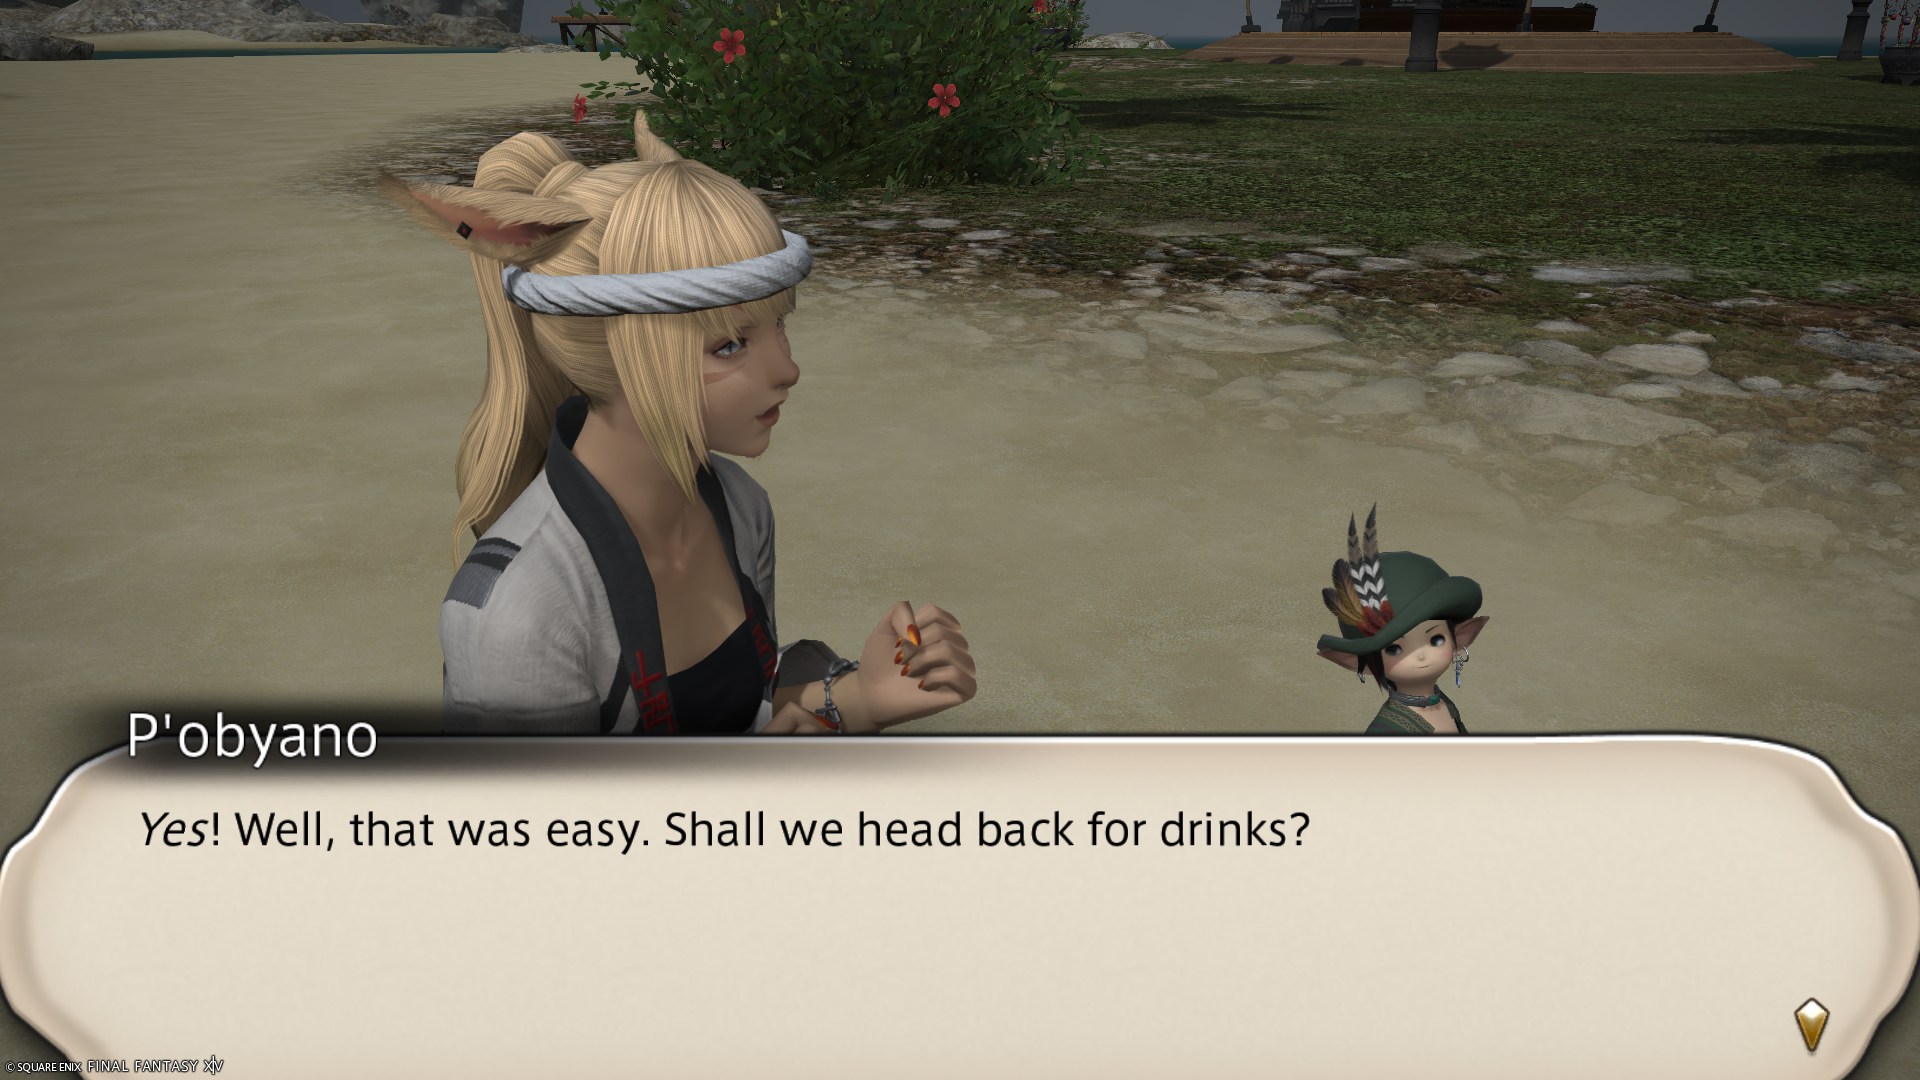 P'obyano
Yes! Well, that was easy. Shall we head back for drinks?
© SQUARE ENIX FINAL FANTASY XIV